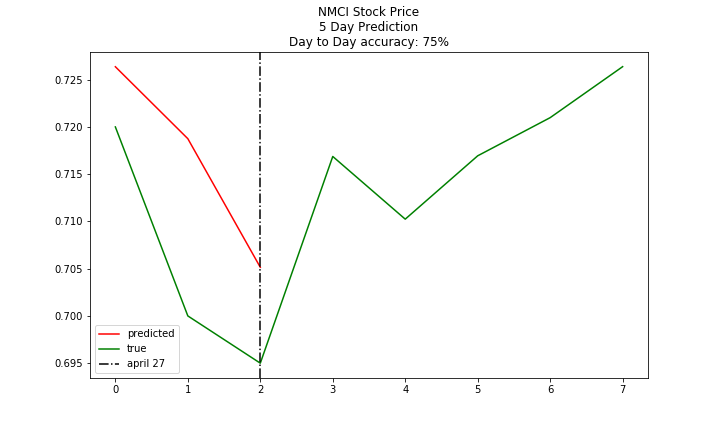 NMCI Stock Price
5 Day Prediction
Day to Day accuracy: 75%
0.725
0.720
0.715
0.710
0.705
0.700
0.695
predicted
true
april 27
0 1 2 3 4 5 6 7